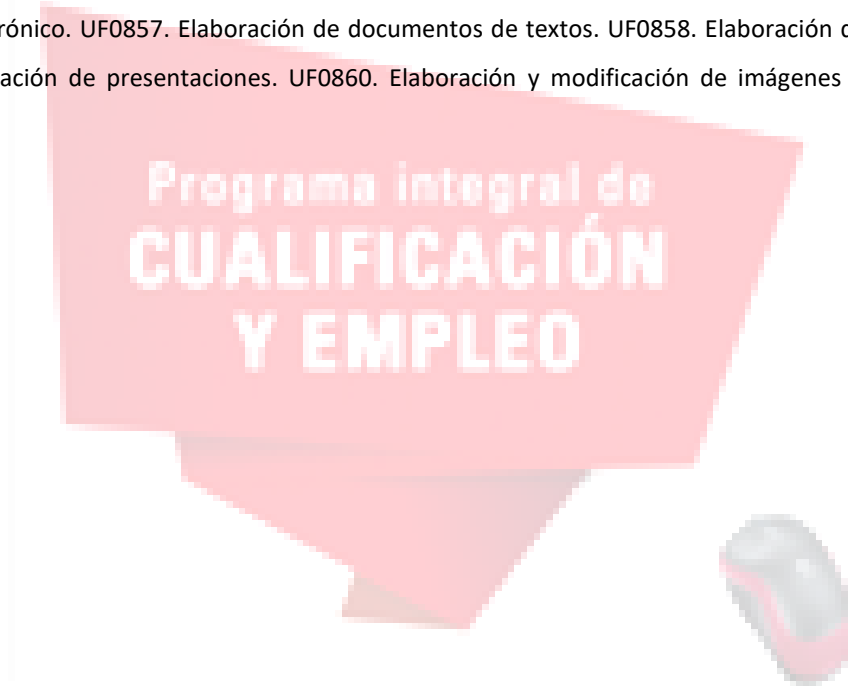 rónico. UF0857. Elaboración de documentos de textos. UF0858. Elaboración
ación de presentaciones. UF0860. Elaboración y modificación de imágenes
Programa integral de
CUALIFICACIÓN
Y EMPLEO